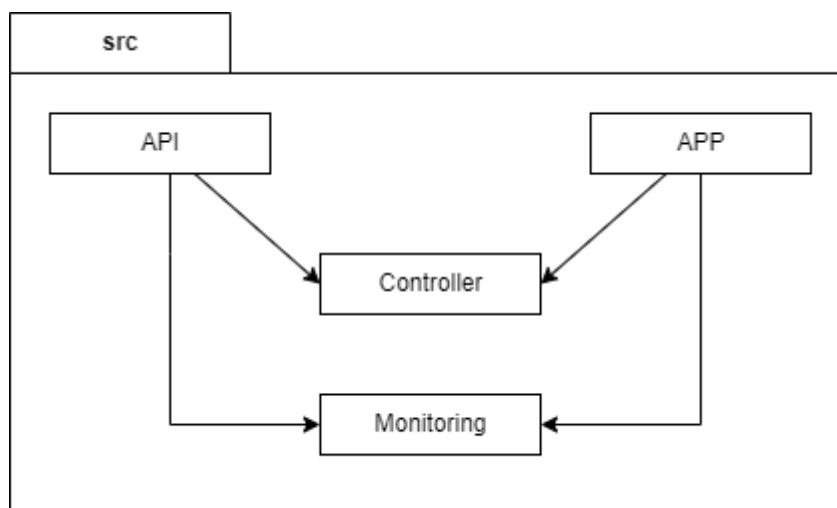 src
API
APP
Controller
Monitoring